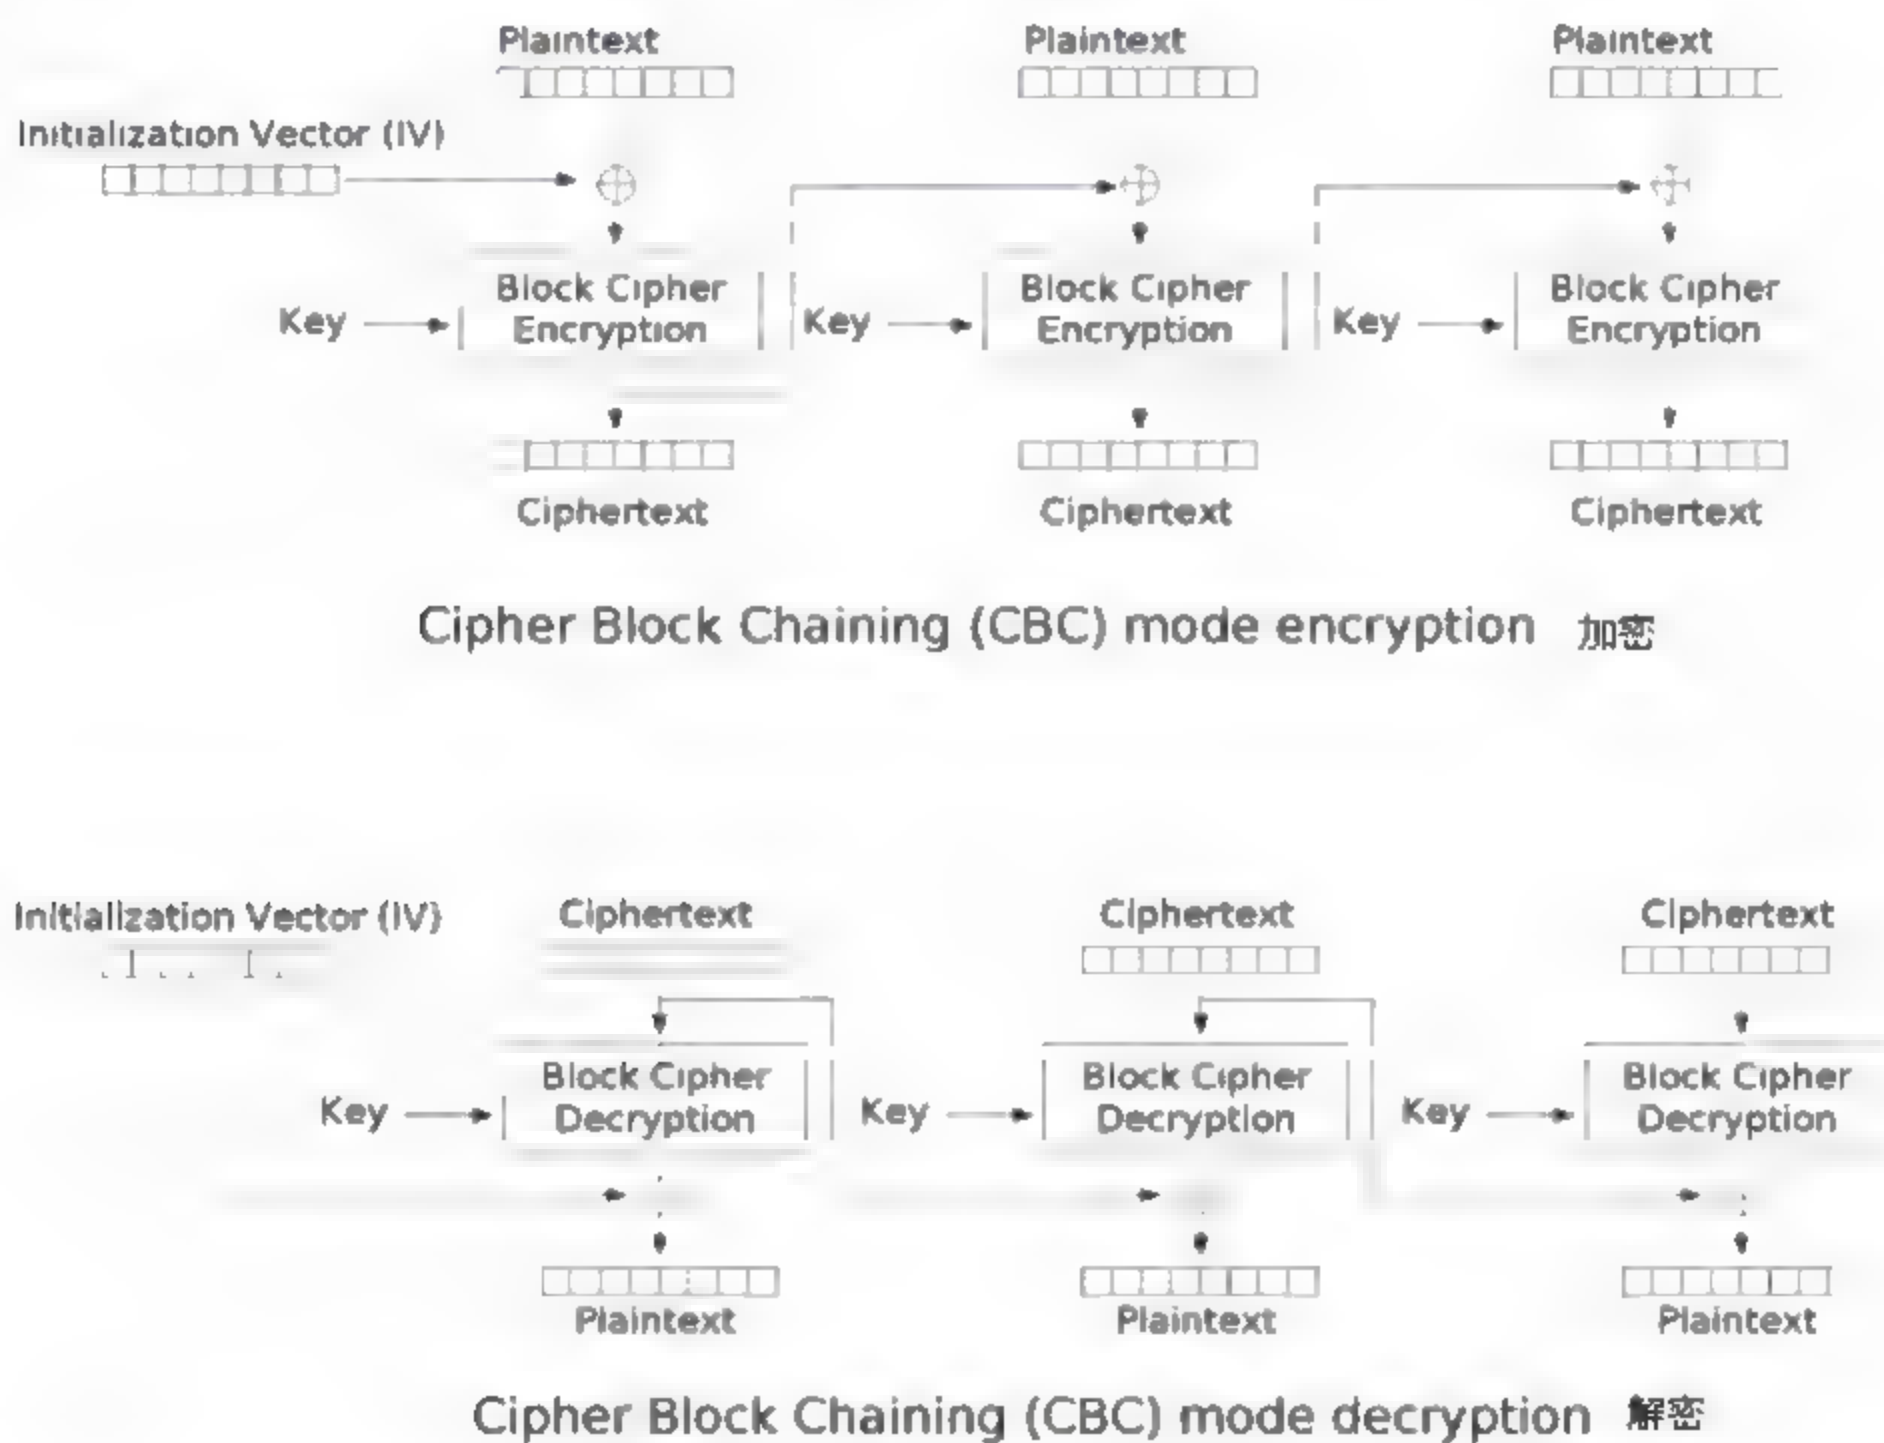 Plaintext Plaintext Plaintext
Initialization Vector (IV)
Key Block Cipher Encryption Key Block Cipher Encryption Key Block Cipher Encryption
Ciphertext Ciphertext Ciphertext
Cipher Block Chaining (CBC) mode encryption 加密
Initialization Vector (IV) Ciphertext Ciphertext Ciphertext
Key Block Cipher Decryption Key Block Cipher Decryption Key Block Cipher Decryption
Plaintext Plaintext Plaintext
Cipher Block Chaining (CBC) mode decryption 解密